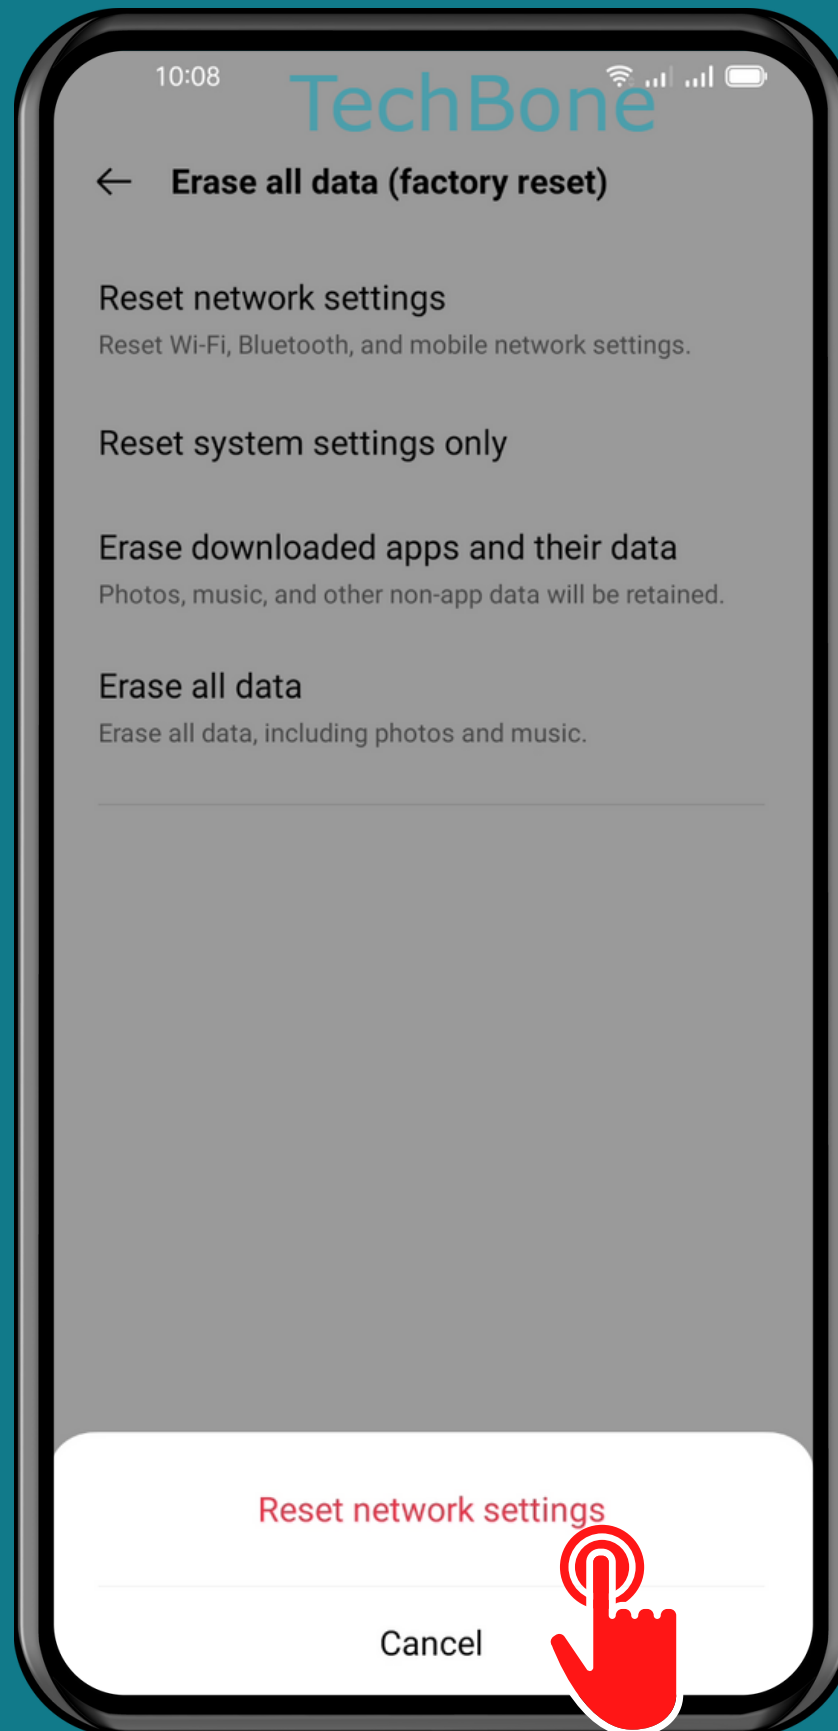 10:08
TechBone
Erase all data (factory reset)
Reset network settings
Reset Wi-Fi, Bluetooth, and mobile network settings.
Reset system settings only
Erase downloaded apps and their data
Photos, music, and other non-app data will be retained.
Erase all data
Erase all data, including photos and music.
Reset network settings
Cancel